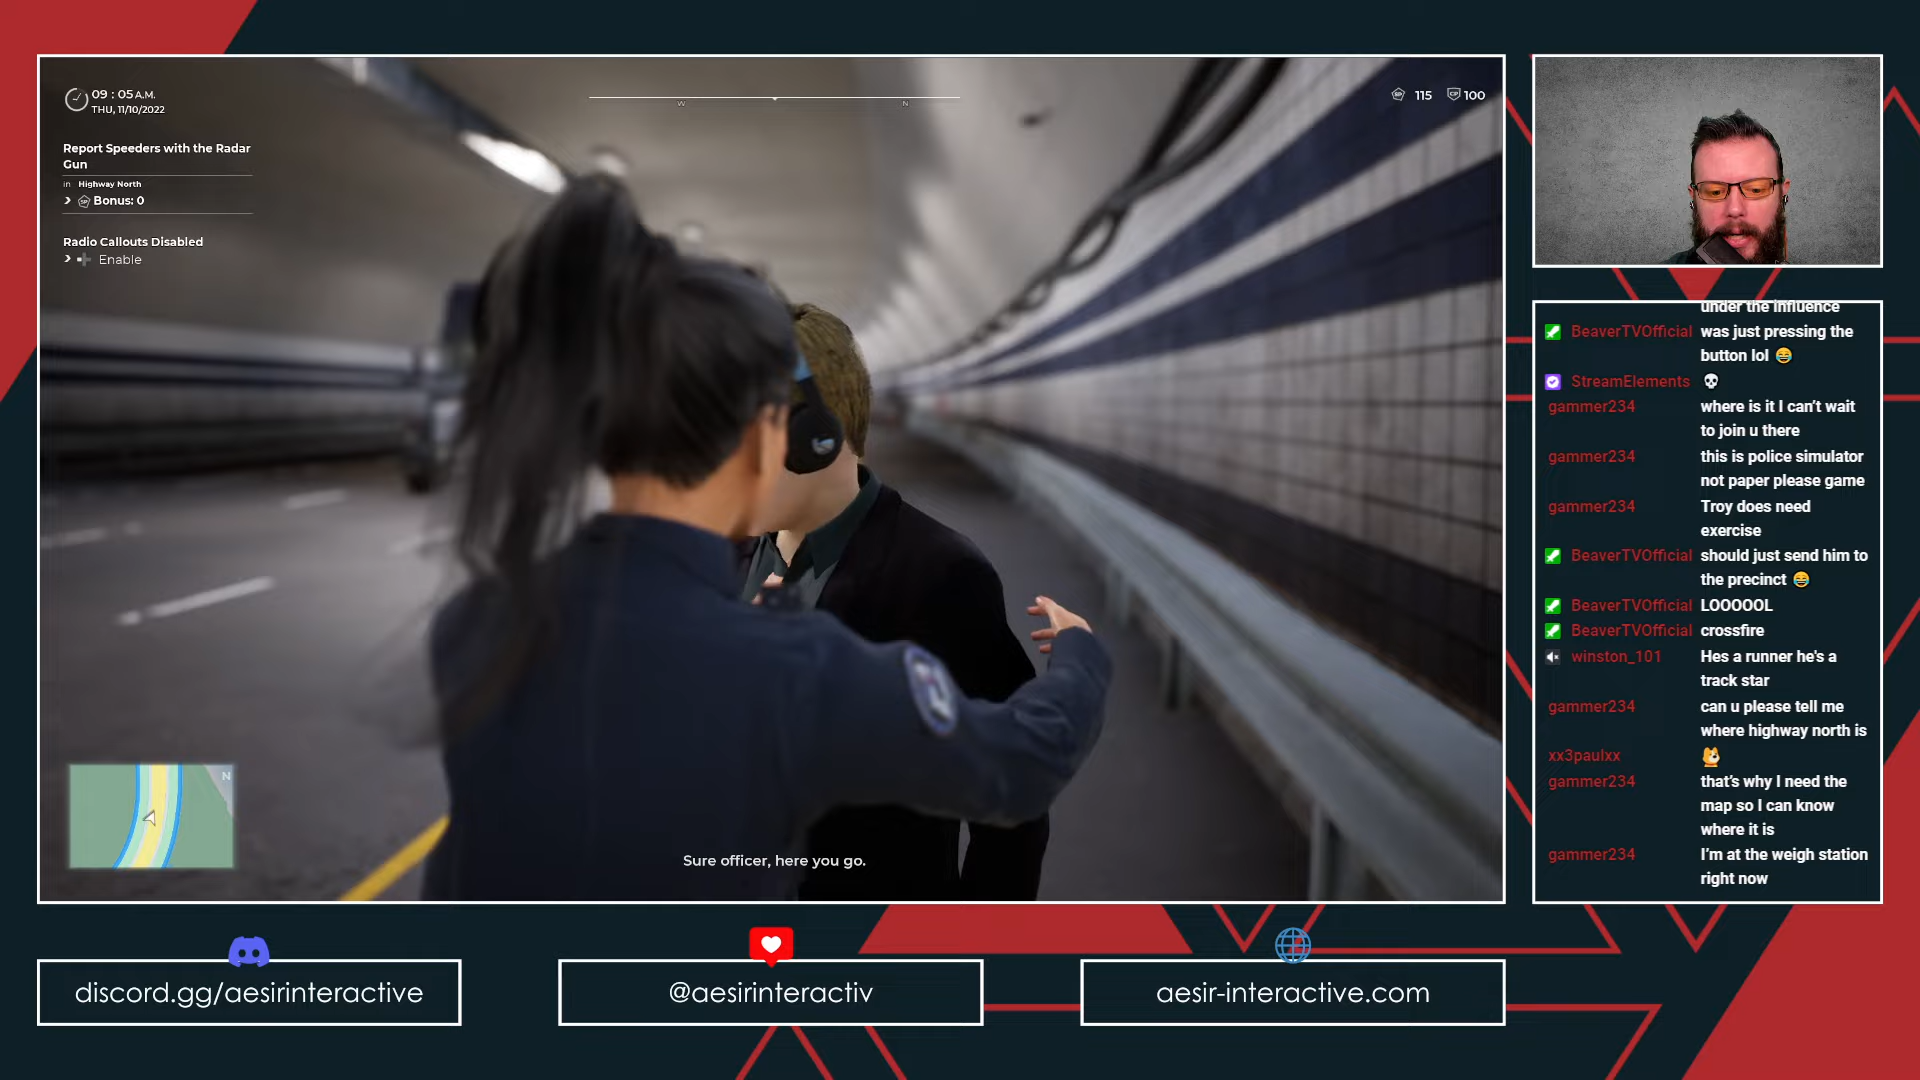 09 : 05 A.M.
THU, 11/10/2022
W
N
115
100
Report Speeders with the Radar
Gun
in Highway North
Bonus: 0
Radio Callouts Disabled
Enable
N
Sure officer, here you go.
under the influence
BeaverTVOfficial was just pressing the
button lol 😂
StreamElements 💀
gammer234 where is it I can't wait
to join u there
gammer234 this is police simulator
not paper please game
gammer234 Troy does need
exercise
BeaverTVOfficial should just send him to
the precinct 😂
BeaverTVOfficial LOOOOOL
BeaverTVOfficial crossfire
winston_101 Hes a runner he's a
track star
gammer234 can u please tell me
where highway north is
xx3paulxx
gammer234 that's why I need the
map so I can know
where it is
gammer234 I'm at the weigh station
right now
discord.gg/aesirinteractive
@aesirinteractiv
aesir-interactive.com